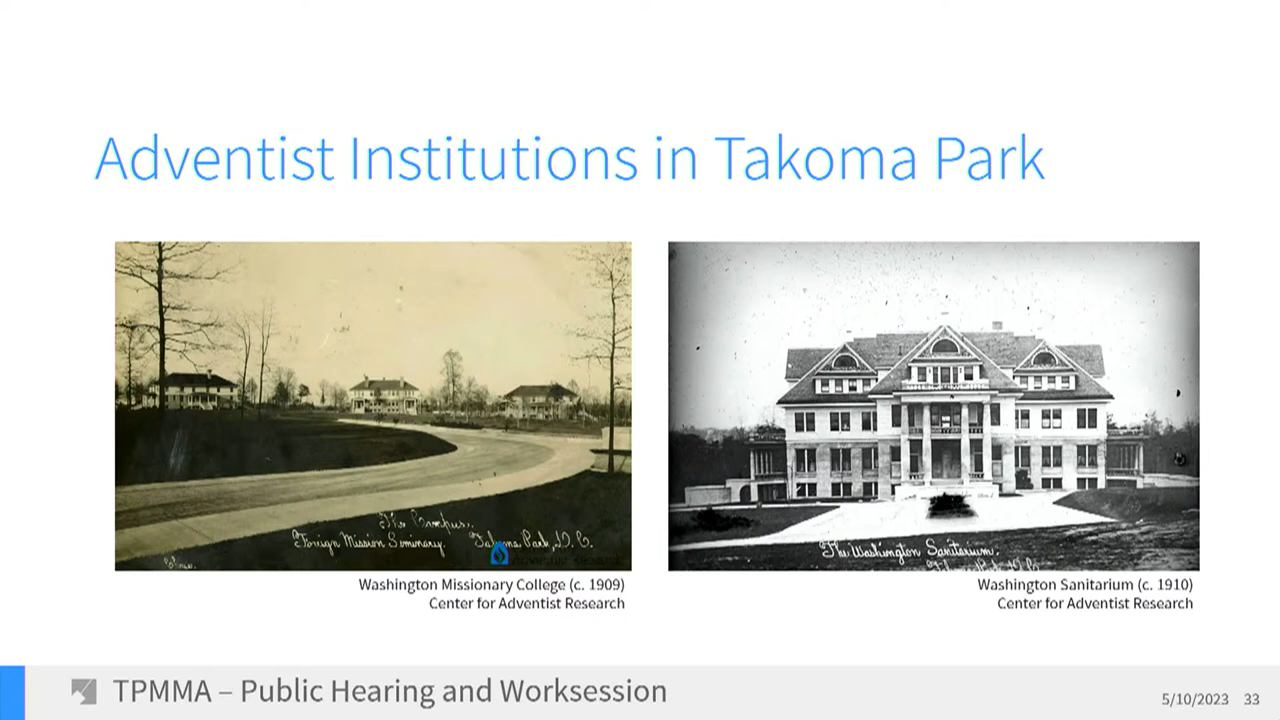 Adventist Institutions in Takoma Park
The Campus.
Foreign Mission Seminary. Takoma Park, D. C.
The Washington Sanitarium.
Takoma Park D. C.
Washington Missionary College (c. 1909)
Center for Adventist Research
Washington Sanitarium (c. 1910)
Center for Adventist Research
TPMMA – Public Hearing and Worksession
5/10/2023 33